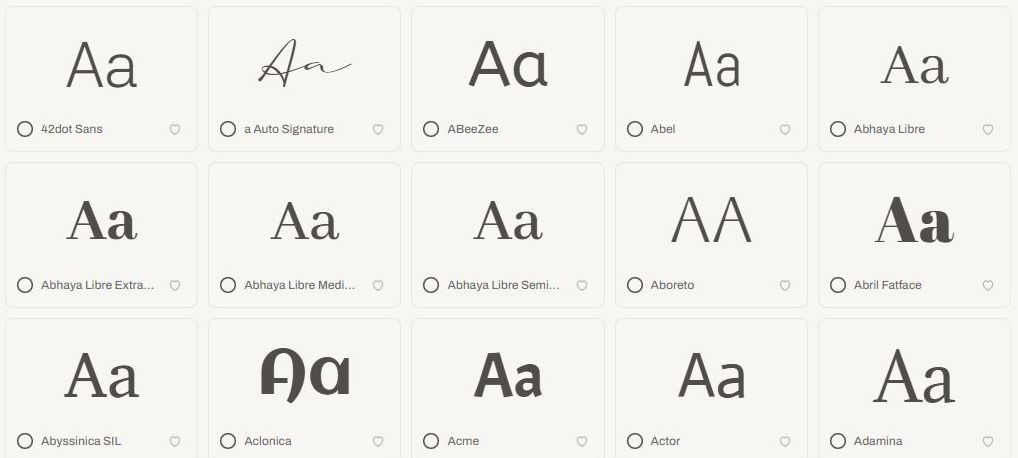 Aa
Aa
Aa
Aa
Aa
42dot Sans
a Auto Signature
ABeeZee
Abel
Abhaya Libre
Aa
Aa
Aa
AA
Aa
Abhaya Libre Extra...
Abhaya Libre Medi...
Abhaya Libre Semi...
Aboreto
Abril Fatface
Aa
Aa
Aa
Aa
Aa
Abyssinica SIL
Aclonica
Acme
Actor
Adamina